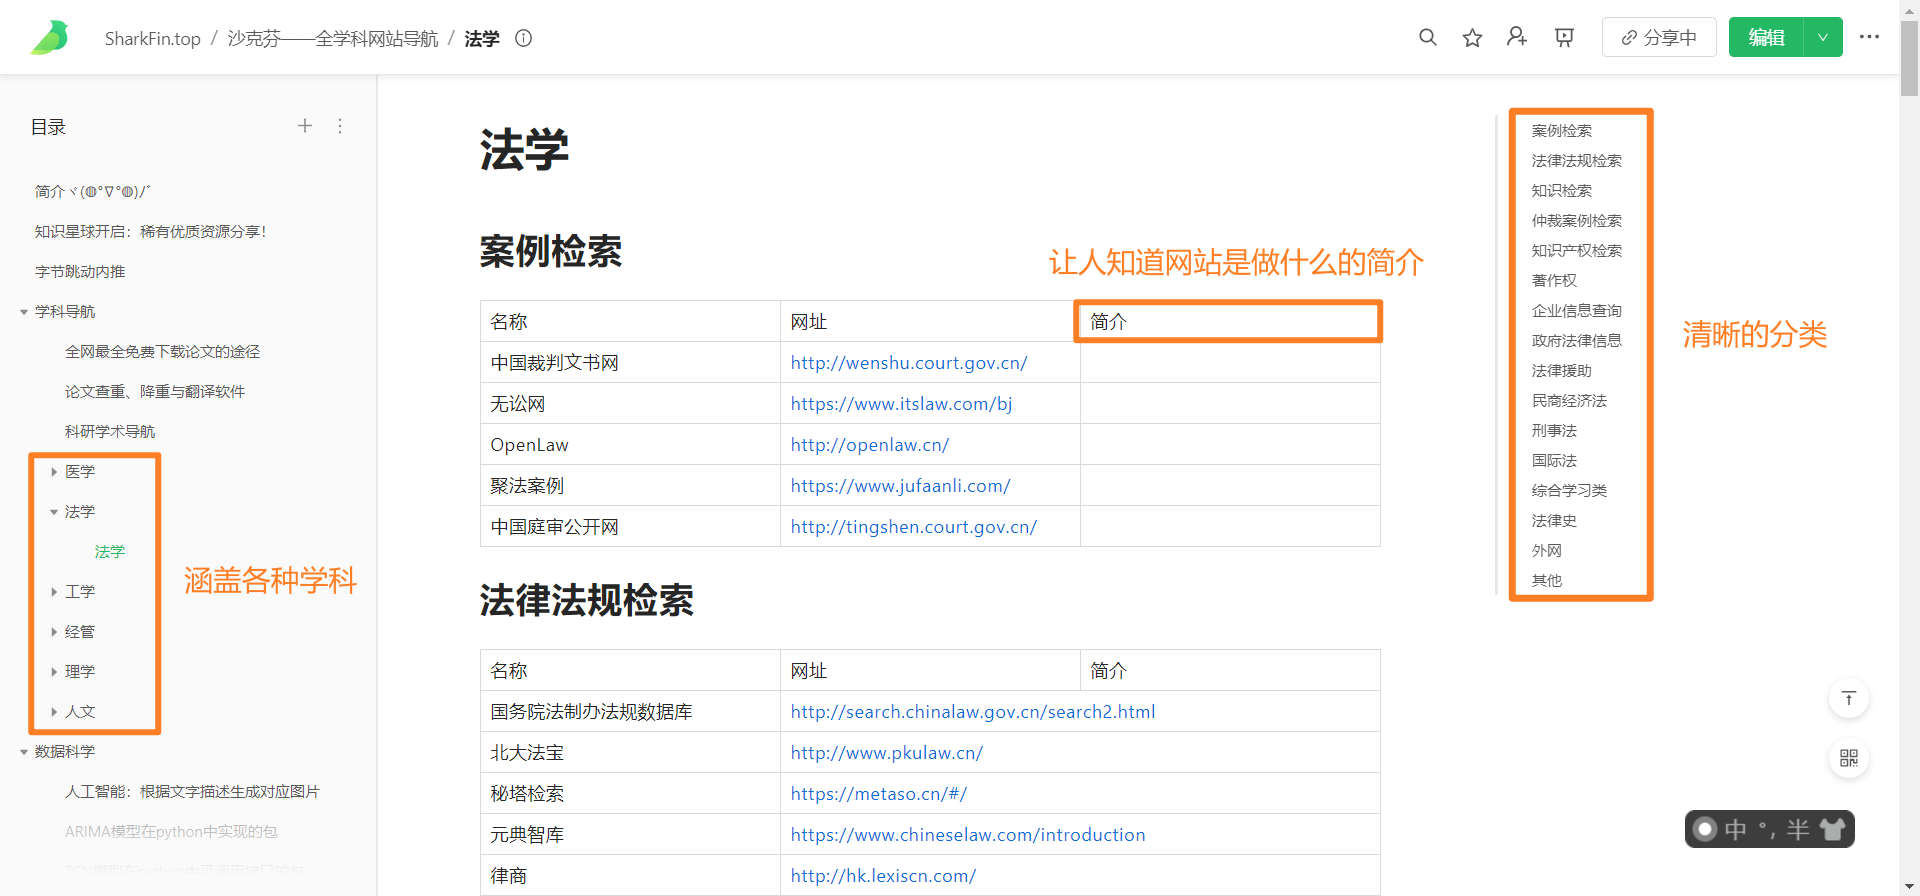 SharkFin.top / 沙克芬——全学科网站导航 / 法学
分享中
编辑
目录
简介ヾ(◍°∇°◍)ﾉﾞ
知识星球开启：稀有优质资源分享！
字节跳动内推
学科导航
全网最全免费下载论文的途径
论文查重、降重与翻译软件
科研学术导航
医学
法学
法学
工学
经管
理学
人文
数据科学
人工智能：根据文字描述生成对应图片
ARIMA模型在python中实现的包
涵盖各种学科
法学
案例检索
让人知道网站是做什么的简介
名称 网址 简介
中国裁判文书网 http://wenshu.court.gov.cn/
无讼网 https://www.itslaw.com/bj
OpenLaw http://openlaw.cn/
聚法案例 https://www.jufaanli.com/
中国庭审公开网 http://tingshen.court.gov.cn/
法律法规检索
名称 网址 简介
国务院法制办法规数据库 http://search.chinalaw.gov.cn/search2.html
北大法宝 http://www.pkulaw.cn/
秘塔检索 https://metaso.cn/#/
元典智库 https://www.chineselaw.com/introduction
律商 http://hk.lexiscn.com/
案例检索
法律法规检索
知识检索
仲裁案例检索
知识产权检索
著作权
企业信息查询
政府法律信息
法律援助
民商经济法
刑事法
国际法
综合学习类
法律史
外网
其他
清晰的分类
中 °, 半